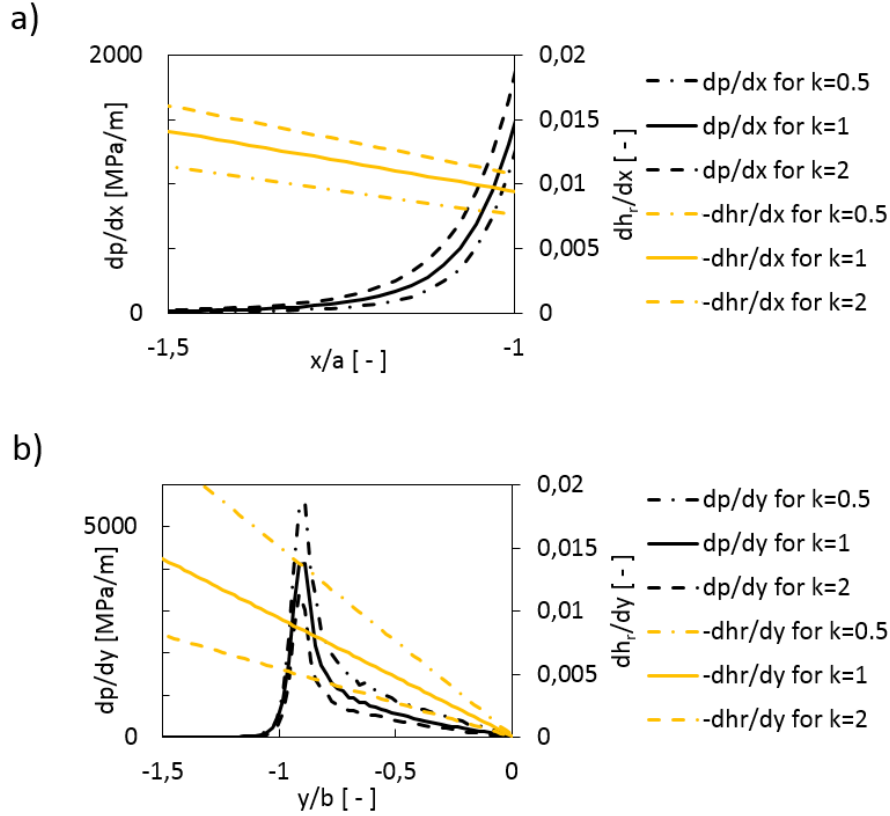 a)
2000
0
dp/dx [MPa/m]
-1,5
-1
x/a [ - ]
0,02
0,015
0,01
0,005
0
dhr/dx [ - ]
dp/dx for k=0.5
dp/dx for k=1
dp/dx for k=2
-dhr/dx for k=0.5
-dhr/dx for k=1
-dhr/dx for k=2
b)
5000
0
dp/dy [MPa/m]
-1,5
-1
-0,5
0
y/b [ - ]
0,02
0,015
0,01
0,005
0
dhr/dy [ - ]
dp/dy for k=0.5
dp/dy for k=1
dp/dy for k=2
-dhr/dy for k=0.5
-dhr/dy for k=1
-dhr/dy for k=2